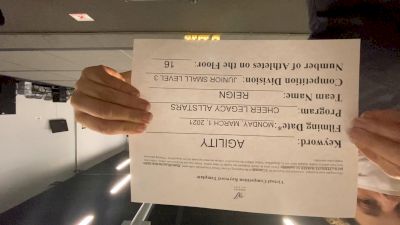 Virtual Competition Keyword Template
Keyword: AGILITY
Filming Date*: MONDAY, MARCH 1, 2021
Program: CHEER LEGACY ALLSTARS
Team Name: REIGN
Competition Division: JUNIOR SMALL LEVEL 3
Number of Athletes on the Floor: 16